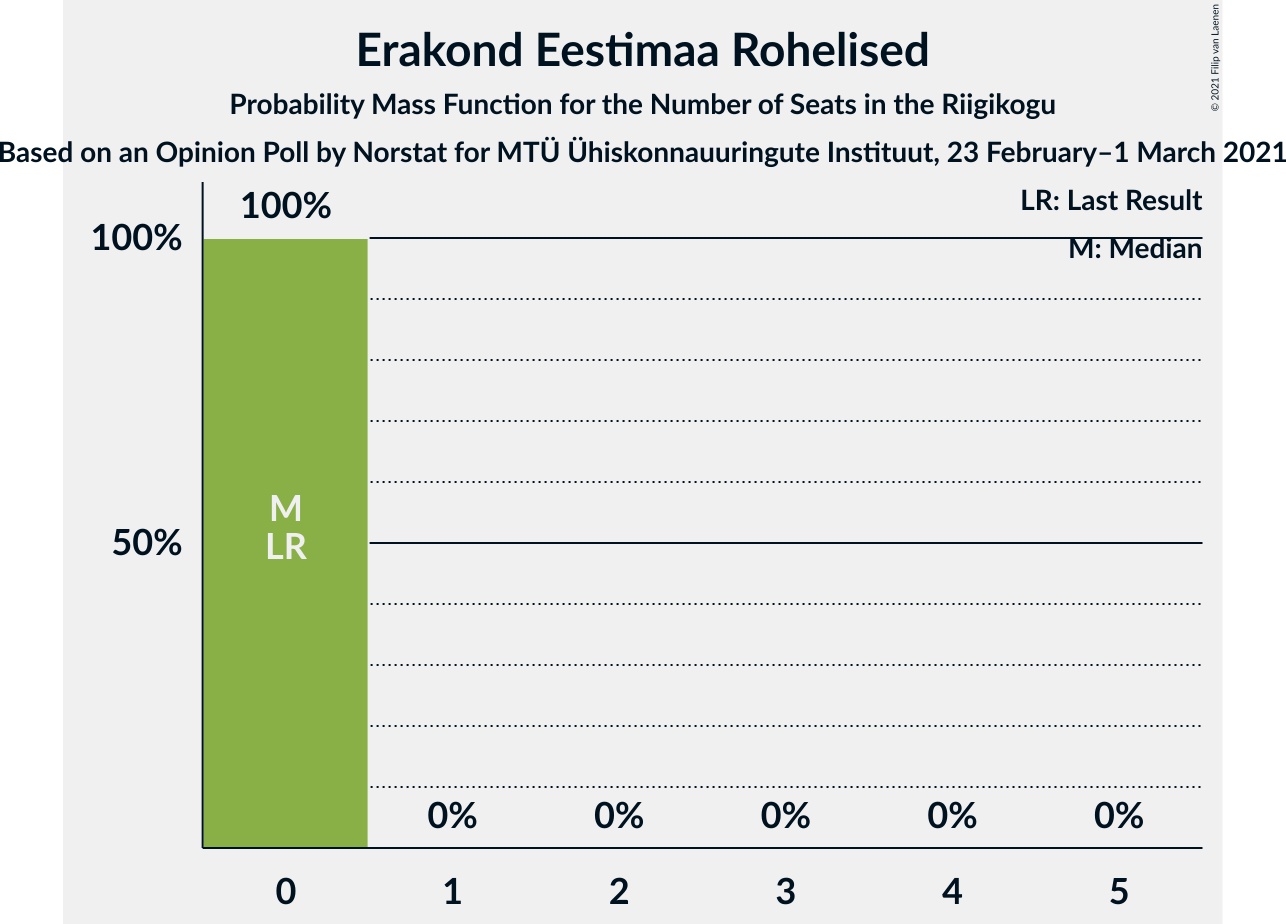 Erakond Eestimaa Rohelised
Probability Mass Function for the Number of Seats in the Riigikogu
Based on an Opinion Poll by Norstat for MTÜ Ühiskonnauuringute Instituut, 23 February–1 March 2021
© 2021 Filip van Laenen
LR: Last Result
M: Median
100%
100%
50%
M
LR
0%
0%
0%
0%
0%
0
1
2
3
4
5